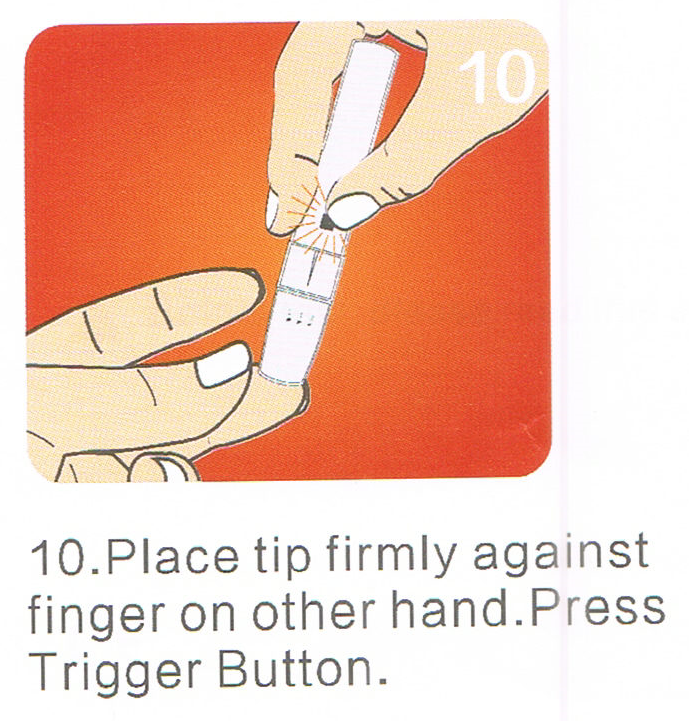 10
10.Place tip firmly against
finger on other hand.Press
Trigger Button.